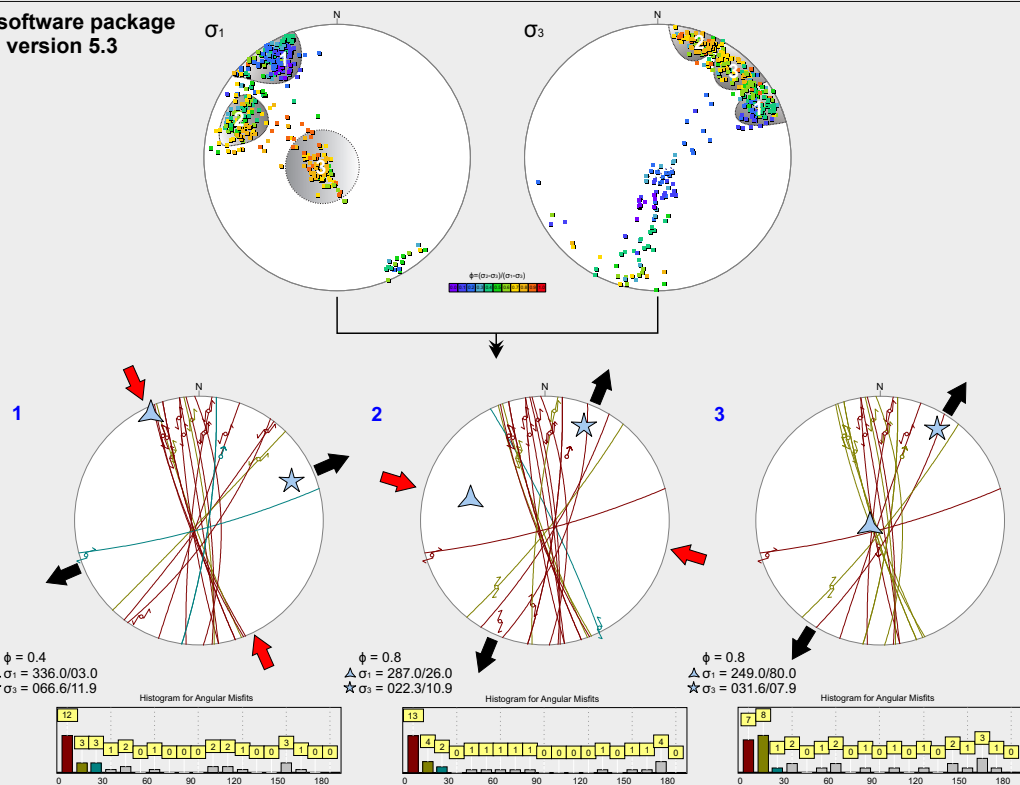 software package
version 5.3
σ1
N
σ3
N
1
2
3
1
2
3
ϕ=(σ2-σ3)/(σ1-σ3)
1
N
2
N
3
N
ϕ = 0.4
σ1 = 336.0/03.0
σ3 = 066.6/11.9
ϕ = 0.8
σ1 = 287.0/26.0
σ3 = 022.3/10.9
ϕ = 0.8
σ1 = 249.0/80.0
σ3 = 031.6/07.9
Histogram for Angular Misfits
12 3 3 1 2 0 1 0 0 0 2 2 1 0 0 3 1 0 0
0 30 60 90 120 150 180
Histogram for Angular Misfits
13 4 2 0 1 1 1 1 1 0 0 0 0 1 0 1 1 4 0
0 30 60 90 120 150 180
Histogram for Angular Misfits
7 8 1 2 0 1 2 0 1 0 1 0 1 0 2 1 3 1 0
0 30 60 90 120 150 180